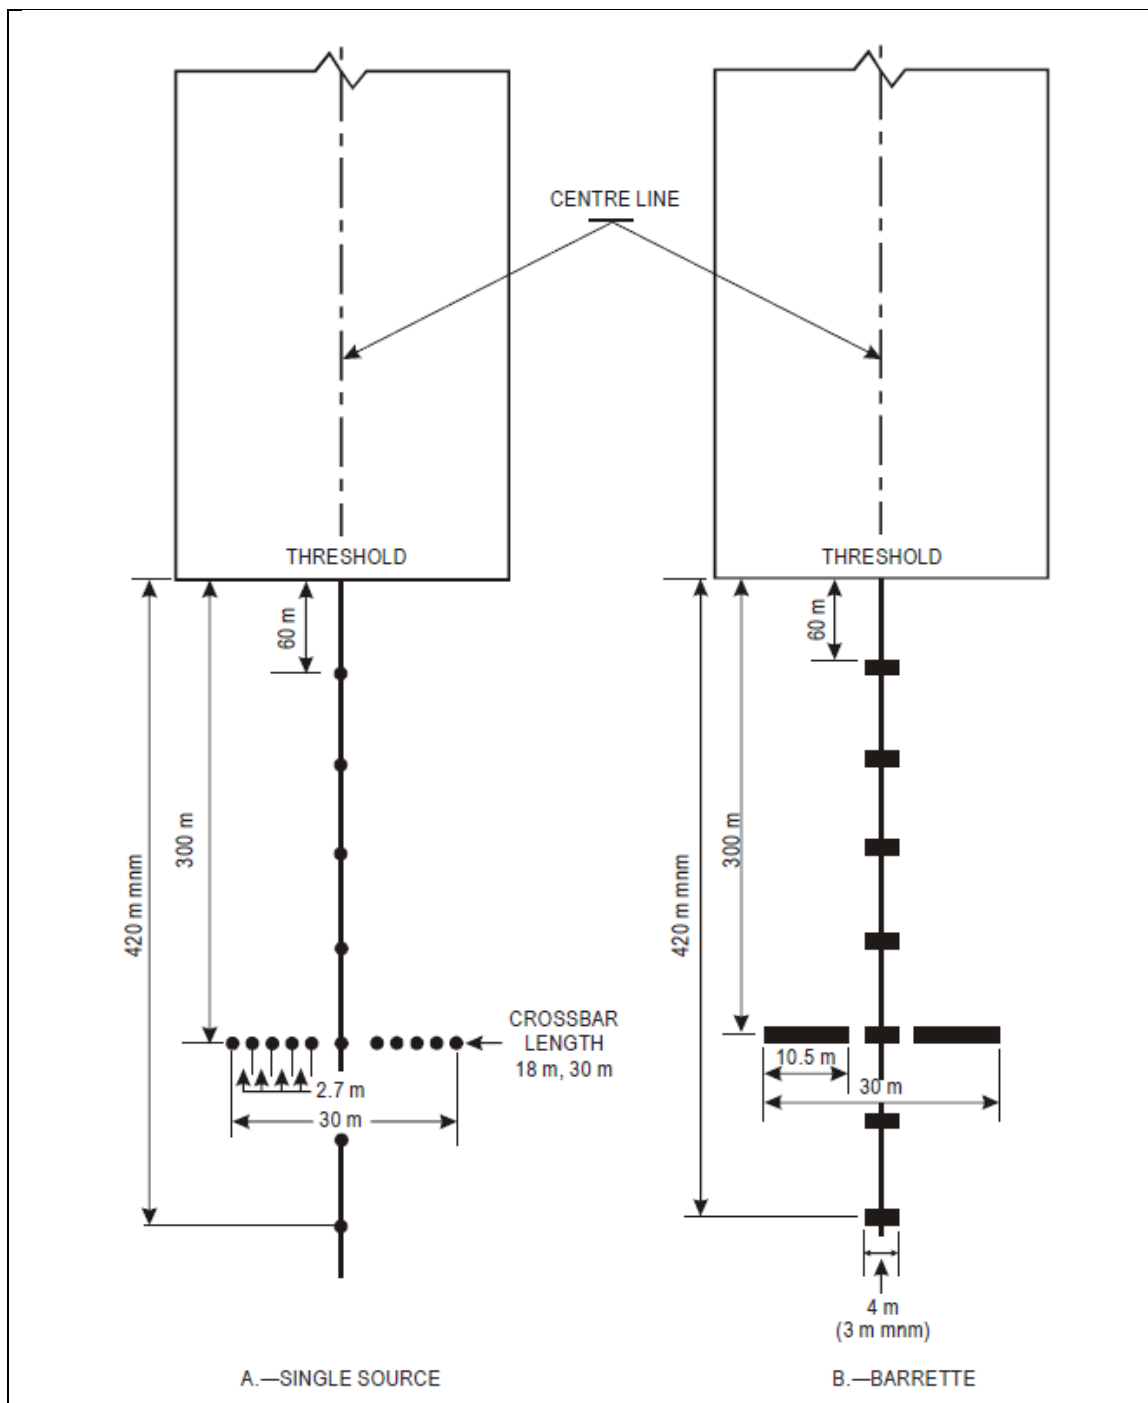 CENTRE LINE
THRESHOLD
THRESHOLD
60 m
60 m
300 m
300 m
420 m mnm
420 m mnm
CROSSBAR
LENGTH
18 m, 30 m
2.7 m
30 m
10.5 m
30 m
4 m
(3 m mnm)
A.—SINGLE SOURCE
B.—BARRETTE